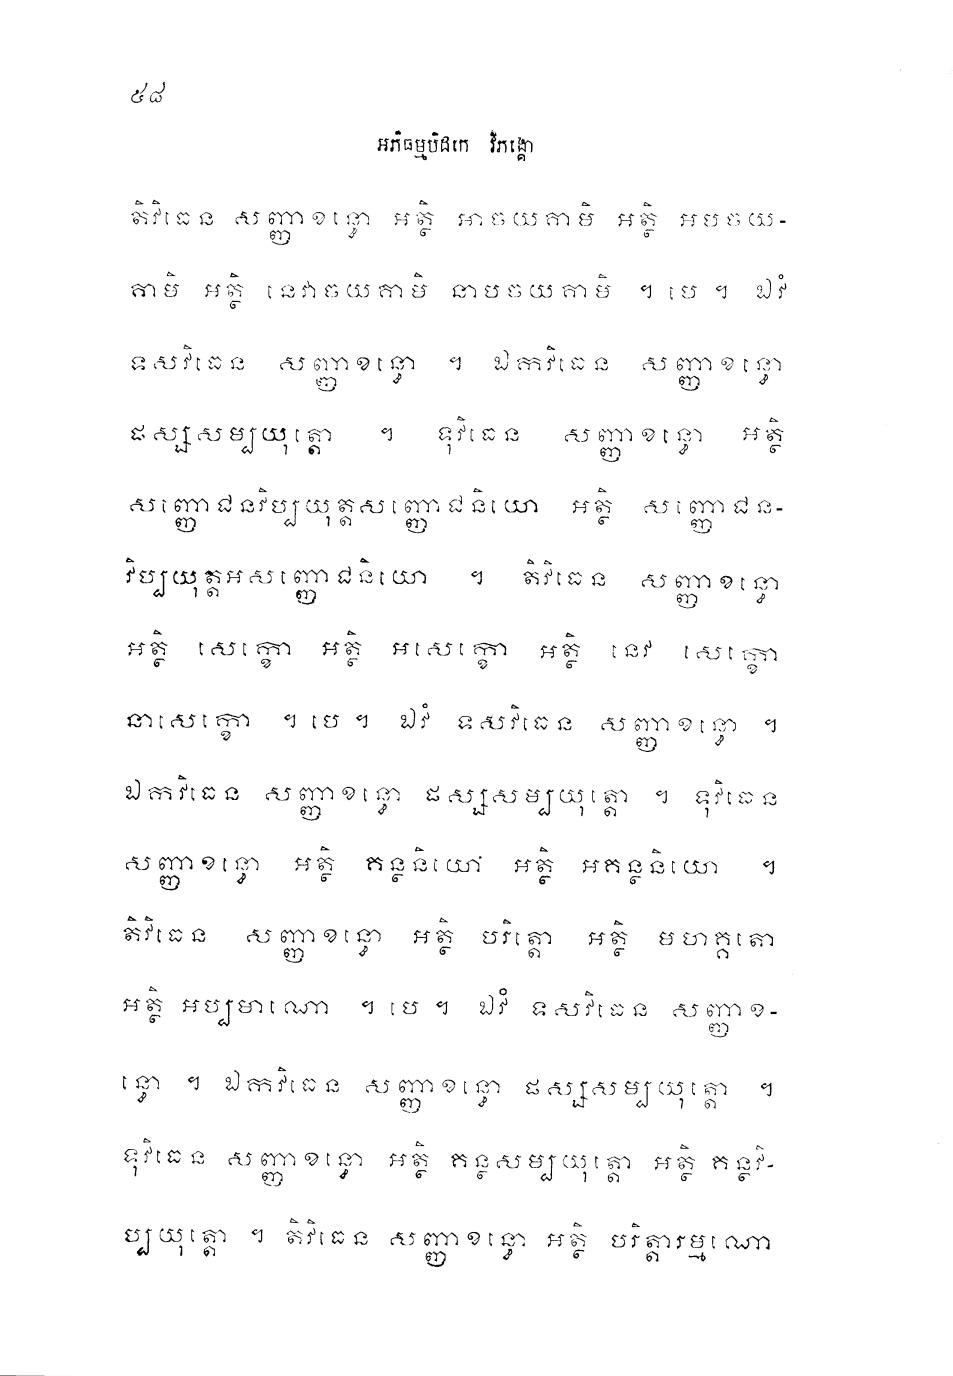 ៥៨
អភិធម្មបិដកេ វិភង្គោ
តិវិធេន សញ្ញាខន្ធោ អត្ថិ អាចយគាមិ អត្ថិ អបចយ-
គាមិ អត្ថិ នេវាចយគាមិ នាបចយគាមិ ។ បេ ។ ឯវំ
ទសវិធេន សញ្ញាខន្ធោ ។ ឯកវិធេន សញ្ញាខន្ធោ
ផស្សសម្បយុត្តោ ។ ទុវិធេន សញ្ញាខន្ធោ អត្ថិ
សញ្ញោជនវិប្បយុត្តសញ្ញោជនិយោ អត្ថិ សញ្ញោជន-
វិប្បយុត្តអសញ្ញោជនិយោ ។ តិវិធេន សញ្ញាខន្ធោ
អត្ថិ សេក្ខោ អត្ថិ អសេក្ខោ អត្ថិ នេវ សេក្ខោ
នាសេក្ខោ ។ បេ ។ ឯវំ ទសវិធេន សញ្ញាខន្ធោ ។
ឯកវិធេន សញ្ញាខន្ធោ ផស្សសម្បយុត្តោ ។ ទុវិធេន
សញ្ញាខន្ធោ អត្ថិ គន្ថនិយោ អត្ថិ អគន្ថនិយោ ។
តិវិធេន សញ្ញាខន្ធោ អត្ថិ បរិត្តោ អត្ថិ មហគ្គតោ
អត្ថិ អប្បមាណោ ។ បេ ។ ឯវំ ទសវិធេន សញ្ញាខ-
ន្ធោ ។ ឯកវិធេន សញ្ញាខន្ធោ ផស្សសម្បយុត្តោ ។
ទុវិធេន សញ្ញាខន្ធោ អត្ថិ គន្ថសម្បយុត្តោ អត្ថិ គន្ថវិ-
ប្បយុត្តោ ។ តិវិធេន សញ្ញាខន្ធោ អត្ថិ បរិត្តារម្មណោ